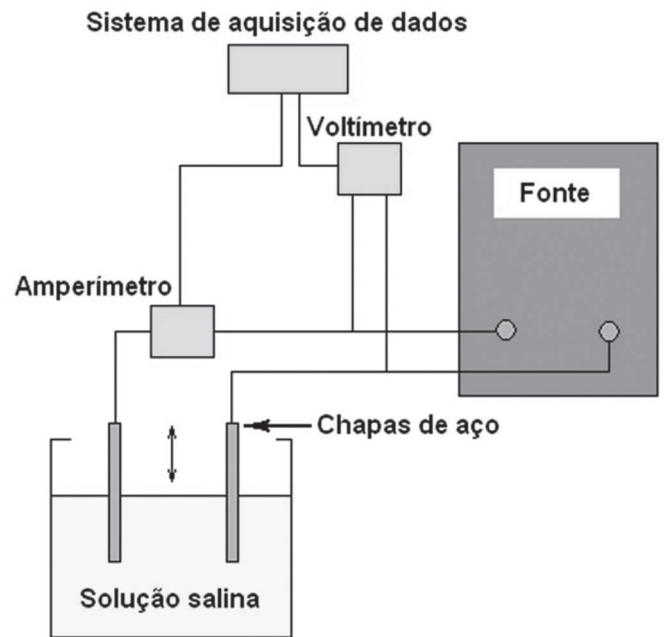 Sistema de aquisição de dados
Voltímetro
Fonte
Amperímetro
Chapas de aço
Solução salina